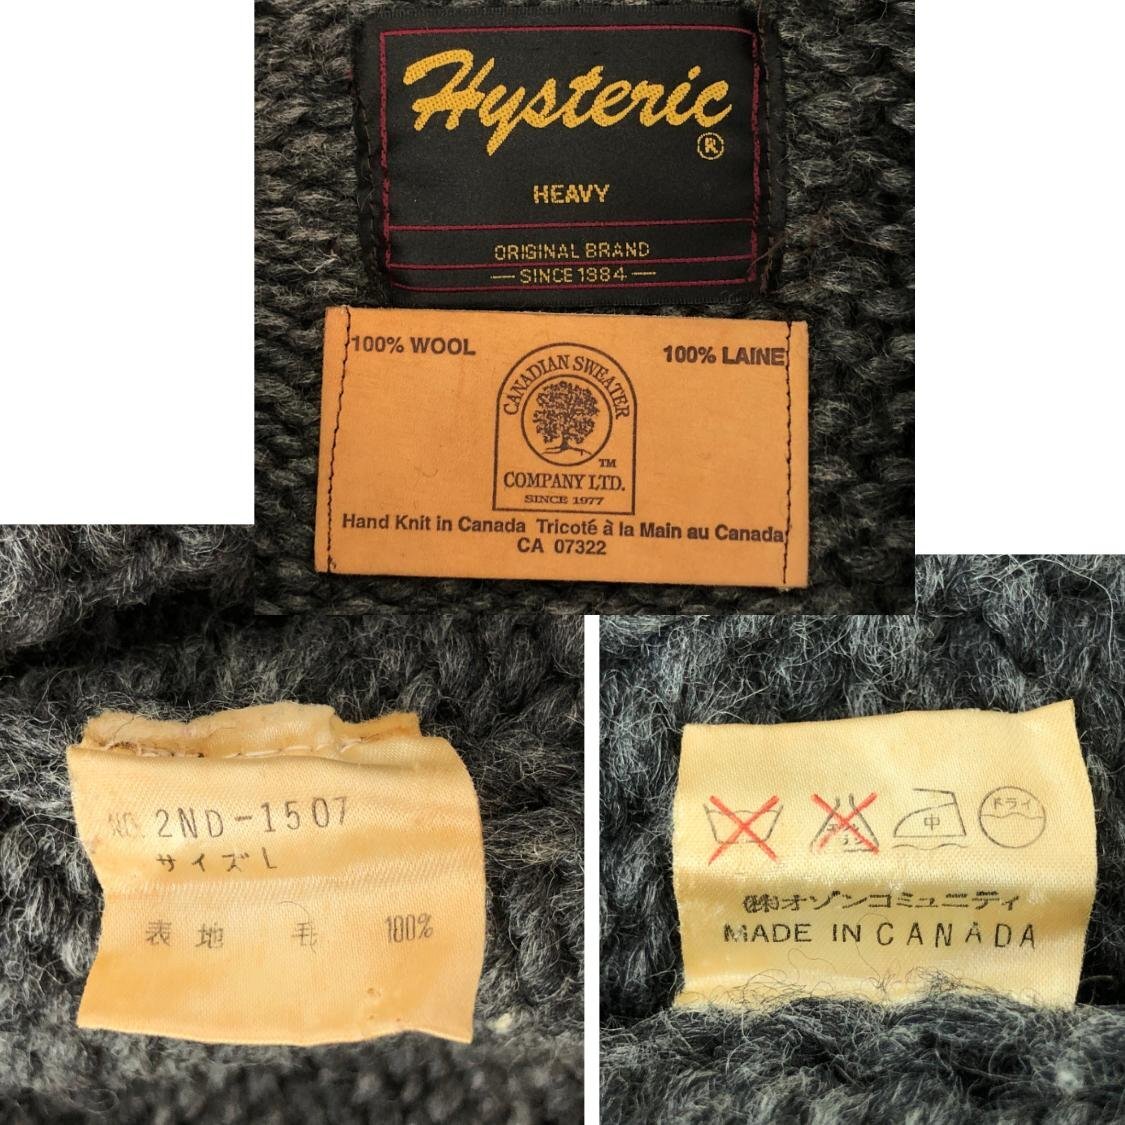 Hysteric
®
HEAVY
ORIGINAL BRAND
— SINCE 1984 —
100% WOOL
100% LAINE
CANADIAN SWEATER
™
COMPANY LTD.
SINCE 1977
Hand Knit in Canada Tricoté à la Main au Canada
CA 07322
NO. 2ND-1507
サイズ L
表地 毛 100%
中 ドライ
㈱オゾンコミュニティ
MADE IN CANADA